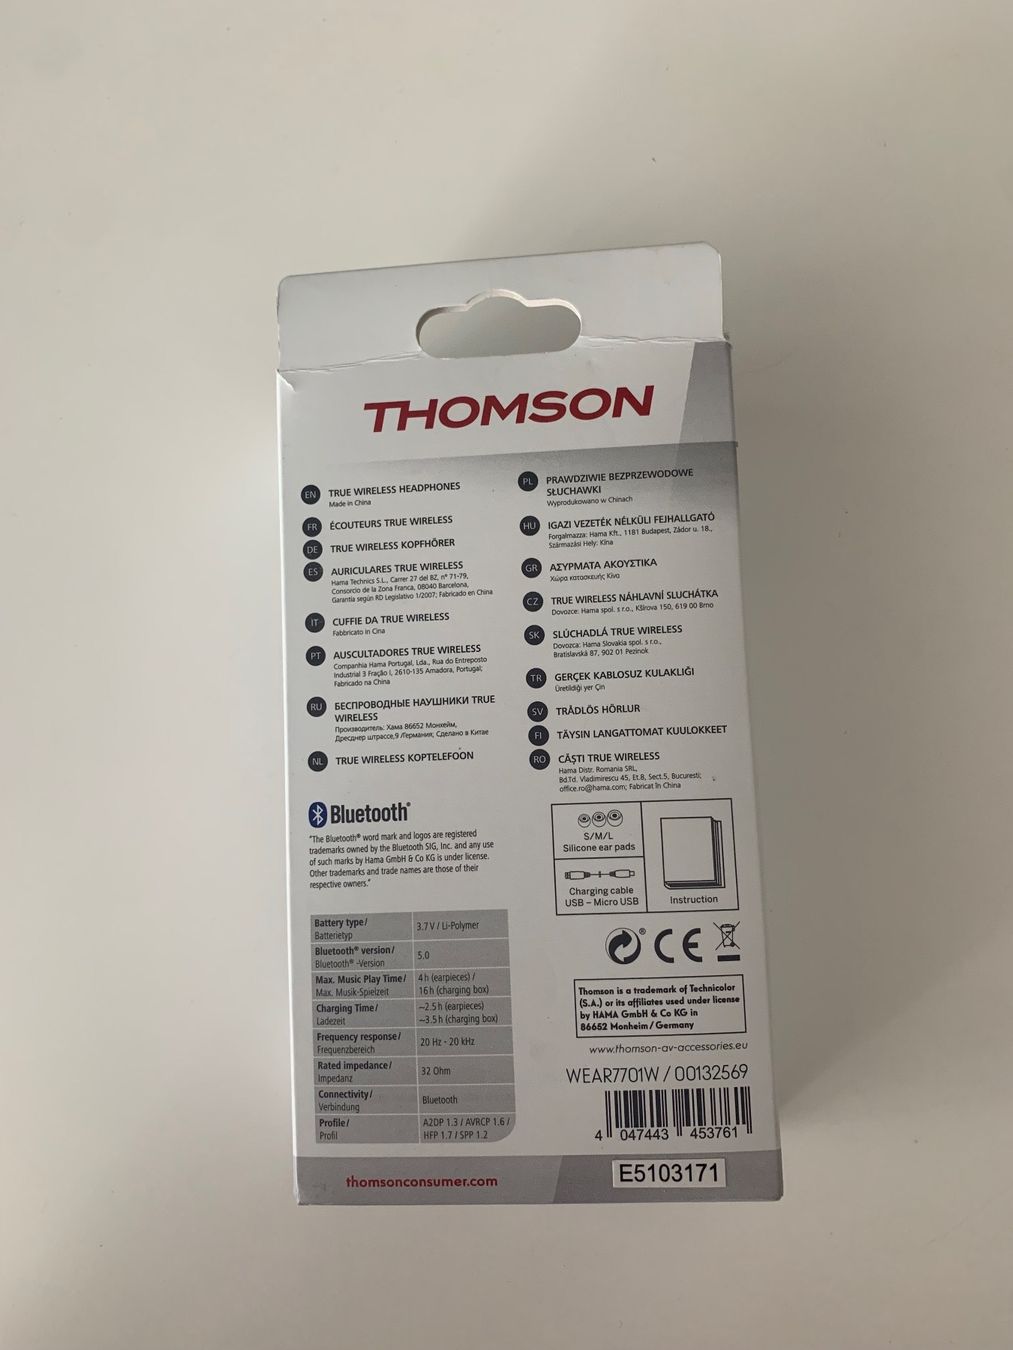 THOMSON
EN TRUE WIRELESS HEADPHONES
Made in China
FR ÉCOUTEURS TRUE WIRELESS
DE TRUE WIRELESS KOPFHÖRER
ES AURICULARES TRUE WIRELESS
Hama Technics S.L., Carrer 27 del BZ, nº 71-79,
Consorcio de la Zona Franca, 08040 Barcelona,
Garantía según RD Legislativo 1/2007; Fabricado en China
IT CUFFIE DA TRUE WIRELESS
Fabbricato in Cina
PT AUSCULTADORES TRUE WIRELESS
Companhia Hama Portugal, Lda., Rua do Entreposto
Industrial 3 Fração I, 2610-135 Amadora, Portugal;
Fabricado na China
RU БЕСПРОВОДНЫЕ НАУШНИКИ TRUE
WIRELESS
Производитель: Хама 86652 Монхейм,
Дреснер штрассе,9 /Германия; Сделано в Китае
NL TRUE WIRELESS KOPTELEFOON
PL PRAWDZIWIE BEZPRZEWODOWE
SŁUCHAWKI
Wyprodukowano w Chinach
HU IGAZI VEZETÉK NÉLKÜLI FEJHALLGATÓ
Forgalmazza: Hama Kft., 1181 Budapest, Zádor u. 18.,
Származási Hely: Kína
GR ΑΣΥΡΜΑΤΑ ΑΚΟΥΣΤΙΚΑ
Χώρα κατασκευής Κίνα
CZ TRUE WIRELESS NÁHLAVNÍ SLUCHÁTKA
Dovozce: Hama spol. s r.o., Kšírova 150, 619 00 Brno
SK SLÚCHADLÁ TRUE WIRELESS
Dovozca: Hama Slovakia spol. s r.o.,
Bratislavská 87, 902 01 Pezinok
TR GERÇEK KABLOSUZ KULAKLIĞI
Üretildiği yer Çin
SV TRÅDLÖS HÖRLUR
FI TÄYSIN LANGATTOMAT KUULOKKEET
RO CĂȘTI TRUE WIRELESS
Hama Distr. Romania SRL,
Bd.Td. Vladimirescu 45, Et.8, Sect.5, Bucuresti;
office.ro@hama.com; Fabricat în China
Bluetooth®
"The Bluetooth® word mark and logos are registered
trademarks owned by the Bluetooth SIG, Inc. and any use
of such marks by Hama GmbH & Co KG is under license.
Other trademarks and trade names are those of their
respective owners."
S/M/L
Silicone ear pads
Charging cable
USB – Micro USB
Instruction
Battery type/
Batterietyp
3.7 V / Li-Polymer
Bluetooth® version/
Bluetooth® -Version
5.0
Max. Music Play Time/
Max. Musik-Spielzeit
4 h (earpieces) /
16 h (charging box)
Charging Time/
Ladezeit
~2.5 h (earpieces)
~3.5 h (charging box)
Frequency response/
Frequenzbereich
20 Hz - 20 kHz
Rated impedance/
Impedanz
32 Ohm
Connectivity/
Verbindung
Bluetooth
Profile/
Profil
A2DP 1.3 / AVRCP 1.6 /
HFP 1.7 / SPP 1.2
® CE
Thomson is a trademark of Technicolor
(S.A.) or its affiliates used under license
by HAMA GmbH & Co KG in
86652 Monheim / Germany
www.thomson-av-accessories.eu
WEAR7701W / 00132569
4 047443 453761
thomsonconsumer.com
E5103171